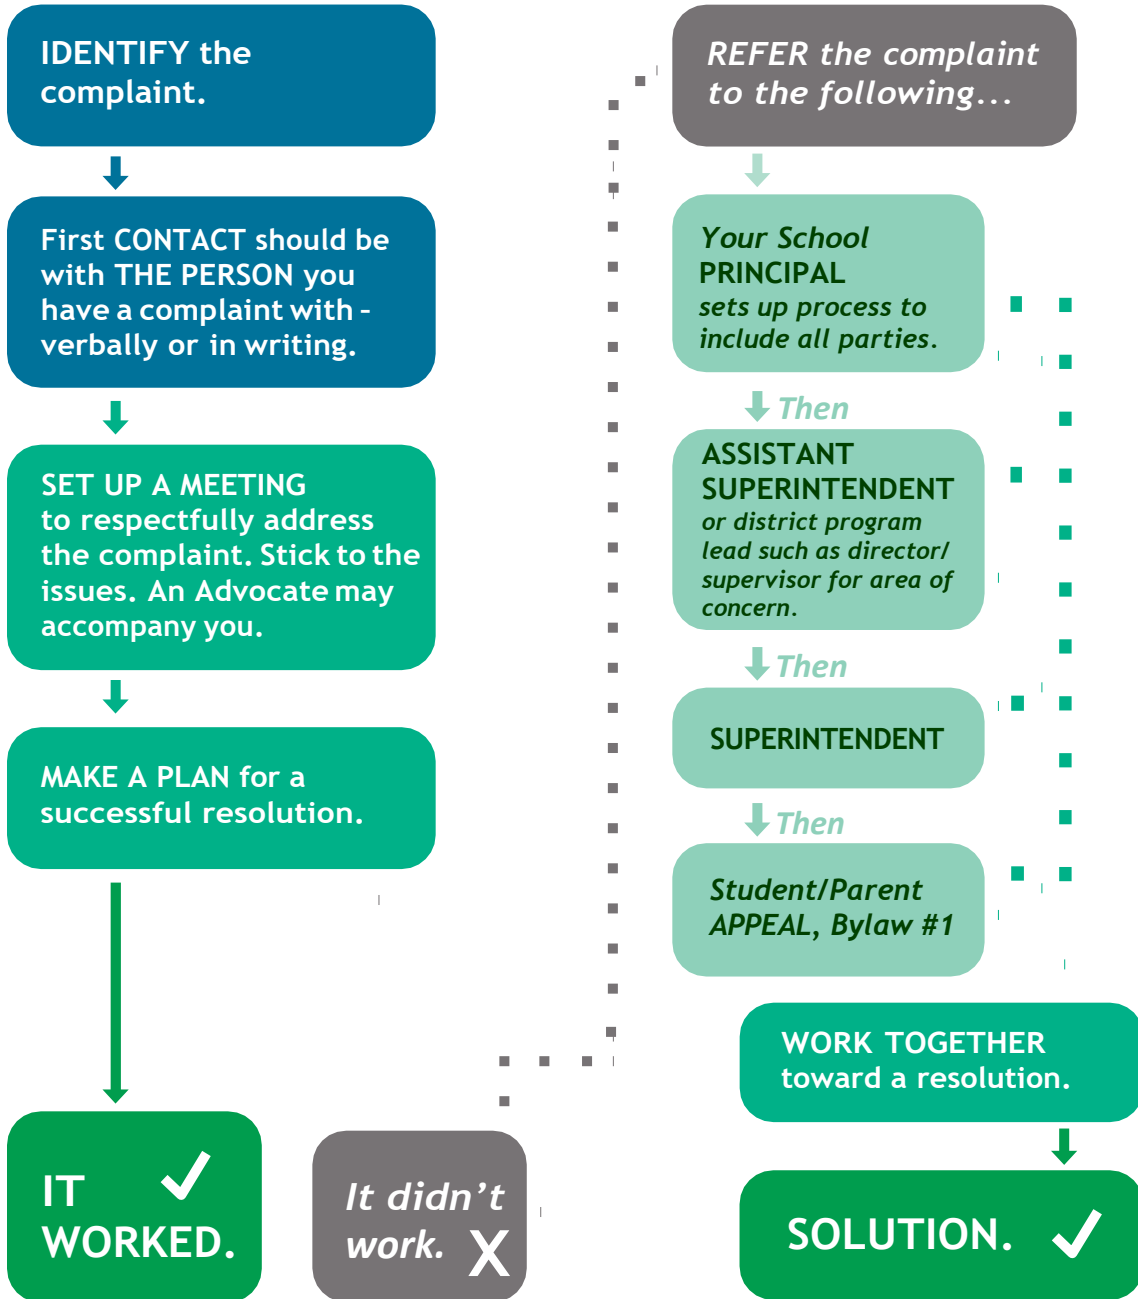 IDENTIFY the
complaint.
First CONTACT should be
with THE PERSON you
have a complaint with –
verbally or in writing.
SET UP A MEETING
to respectfully address
the complaint. Stick to the
issues. An Advocate may
accompany you.
MAKE A PLAN for a
successful resolution.
IT
WORKED.
It didn’t
work. X
REFER the complaint
to the following...
Your School
PRINCIPAL
sets up process to
include all parties.
Then
ASSISTANT
SUPERINTENDENT
or district program
lead such as director/
supervisor for area of
concern.
Then
SUPERINTENDENT
Then
Student/Parent
APPEAL, Bylaw #1
WORK TOGETHER
toward a resolution.
SOLUTION.